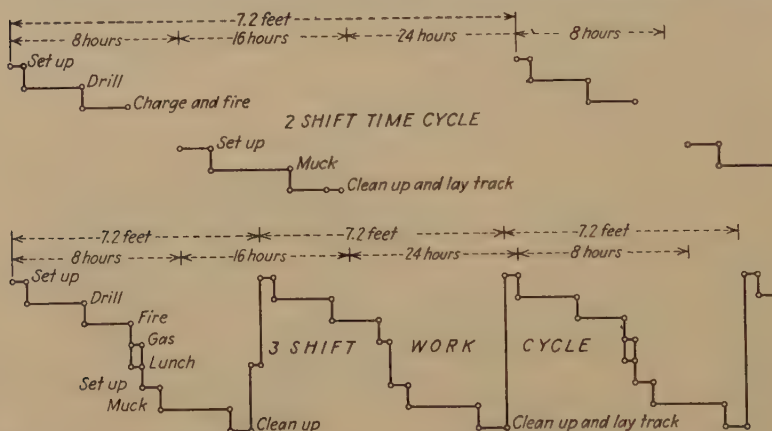 7.2 feet
8 hours 16 hours 24 hours 8 hours
Set up
Drill
Charge and fire
2 SHIFT TIME CYCLE
Set up
Muck
Clean up and lay track
7.2 feet 7.2 feet 7.2 feet
8 hours 16 hours 24 hours 8 hours
Set up
Drill
Fire
Gas
3 SHIFT WORK CYCLE
Lunch
Set up
Muck
Clean up Clean up and lay track